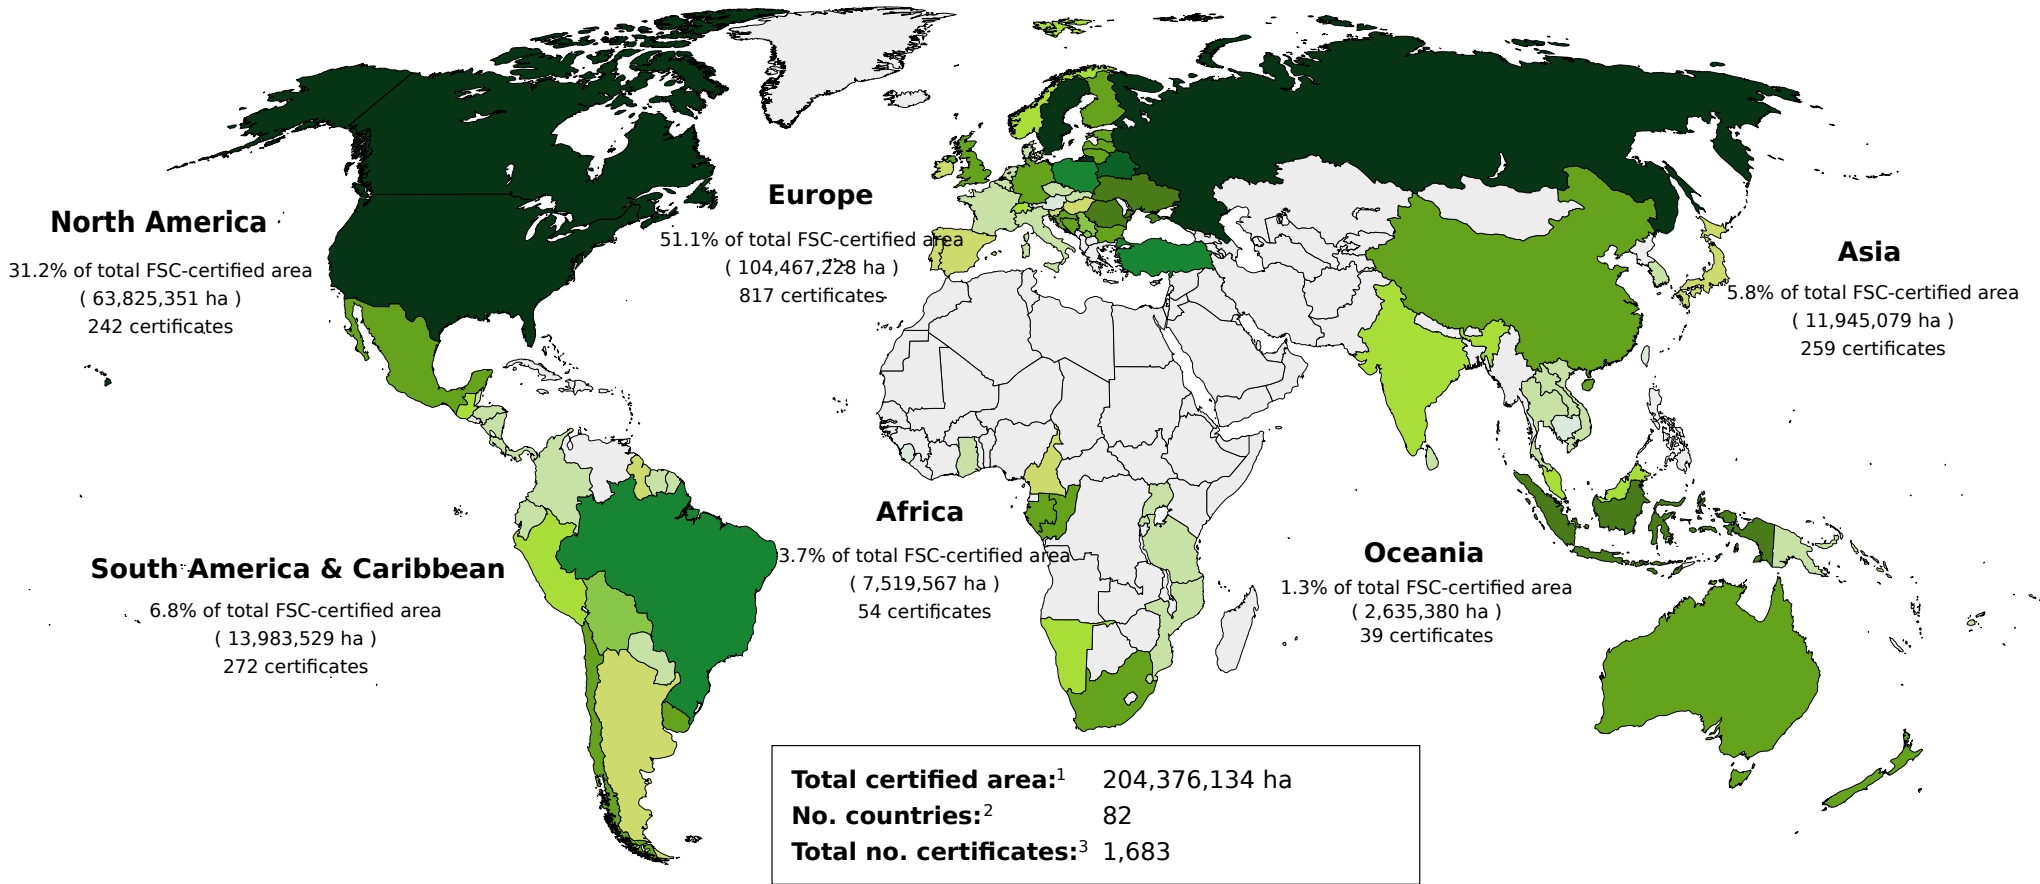 North America
31.2% of total FSC-certified area
( 63,825,351 ha )
242 certificates
Europe
51.1% of total FSC-certified area
( 104,467,228 ha )
817 certificates
Asia
5.8% of total FSC-certified area
( 11,945,079 ha )
259 certificates
South America & Caribbean
6.8% of total FSC-certified area
( 13,983,529 ha )
272 certificates
Africa
3.7% of total FSC-certified area
( 7,519,567 ha )
54 certificates
Oceania
1.3% of total FSC-certified area
( 2,635,380 ha )
39 certificates
Total certified area:¹ 204,376,134 ha
No. countries:² 82
Total no. certificates:³ 1,683